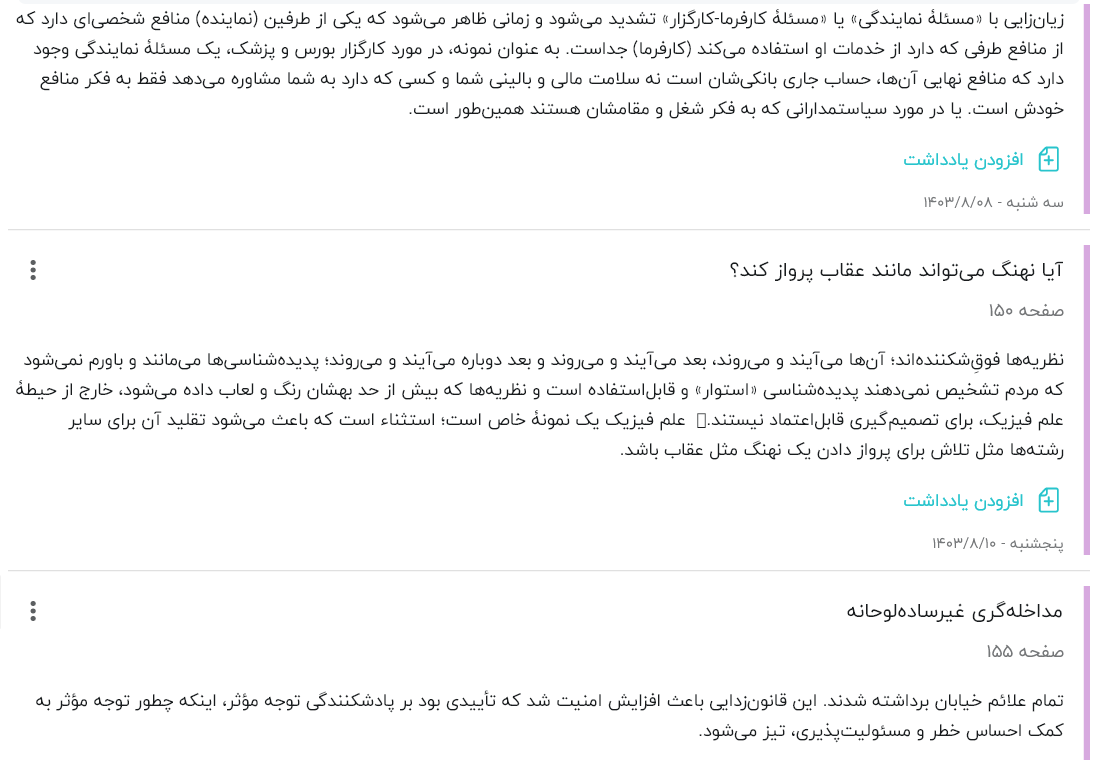 زیان‌زایی با «مسئلهٔ نمایندگی» یا «مسئلهٔ کارفرما-کارگزار» تشدید می‌شود و زمانی ظاهر می‌شود که یکی از طرفین (نماینده) منافع شخصی‌ای دارد که
از منافع طرفی که دارد از خدمات او استفاده می‌کند (کارفرما) جداست. به عنوان نمونه، در مورد کارگزار بورس و پزشک، یک مسئلهٔ نمایندگی وجود
دارد که منافع نهایی آن‌ها، حساب جاری بانکی‌شان است نه سلامت مالی و بالینی شما و کسی که دارد به شما مشاوره می‌دهد فقط به فکر منافع
خودش است. یا در مورد سیاستمدارانی که به فکر شغل و مقامشان هستند همین‌طور است.
افزودن یادداشت
سه شنبه - ۱۴۰۳/۸/۰۸
آیا نهنگ می‌تواند مانند عقاب پرواز کند؟
صفحه ۱۵۰
نظریه‌ها فوقِ‌شکننده‌اند؛ آن‌ها می‌آیند و می‌روند، بعد می‌آیند و می‌روند و بعد دوباره می‌آیند و می‌روند؛ پدیده‌شناسی‌ها می‌مانند و باورم نمی‌شود
که مردم تشخیص نمی‌دهند پدیده‌شناسی «استوار» و قابل‌استفاده است و نظریه‌ها که بیش از حد بهشان رنگ و لعاب داده می‌شود، خارج از حیطهٔ
علم فیزیک، برای تصمیم‌گیری قابل‌اعتماد نیستند. علم فیزیک یک نمونهٔ خاص است؛ استثناء است که باعث می‌شود تقلید آن برای سایر
رشته‌ها مثل تلاش برای پرواز دادن یک نهنگ مثل عقاب باشد.
افزودن یادداشت
پنجشنبه - ۱۴۰۳/۸/۱۰
مداخله‌گری غیرساده‌لوحانه
صفحه ۱۵۵
تمام علائم خیابان برداشته شدند. این قانون‌زدایی باعث افزایش امنیت شد که تأییدی بود بر پادشکنندگی توجه مؤثر، اینکه چطور توجه مؤثر به
کمک احساس خطر و مسئولیت‌پذیری، تیز می‌شود.